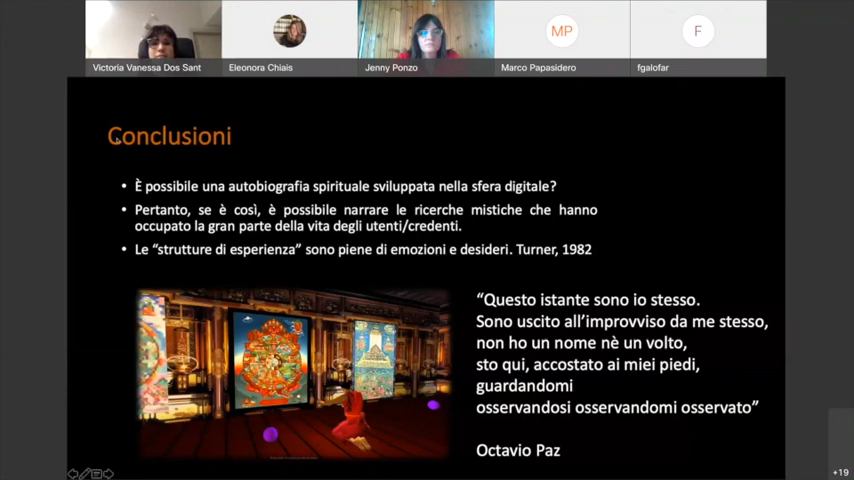 MP
F
Victoria Vanessa Dos Sant
Eleonora Chiais
Jenny Ponzo
Marco Papasidero
fgalofar
Conclusioni
• È possibile una autobiografia spirituale sviluppata nella sfera digitale?
• Pertanto, se è così, è possibile narrare le ricerche mistiche che hanno
occupato la gran parte della vita degli utenti/credenti.
• Le “strutture di esperienza” sono piene di emozioni e desideri. Turner, 1982
“Questo istante sono io stesso.
Sono uscito all’improvviso da me stesso,
non ho un nome nè un volto,
sto qui, accostato ai miei piedi,
guardandomi
osservandosi osservandomi osservato”
Octavio Paz
+19